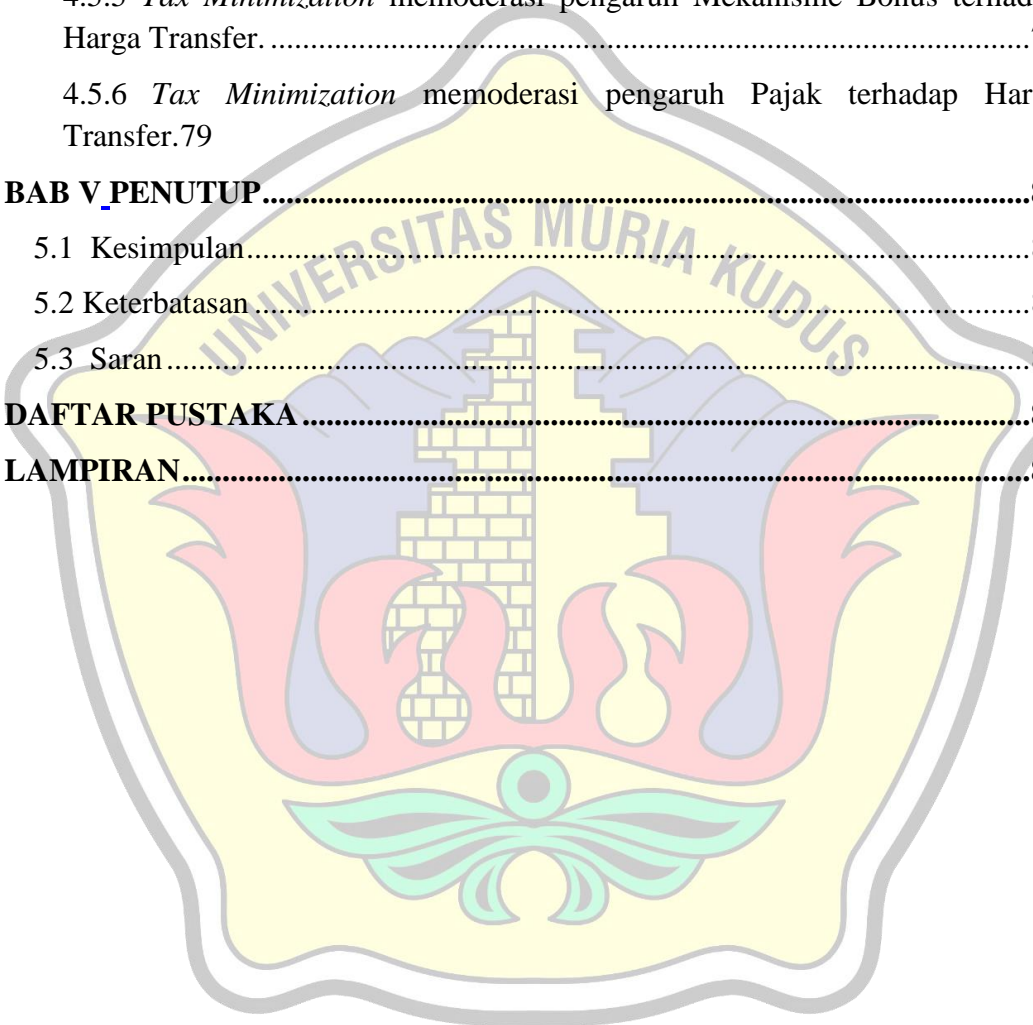 4.5.5 Tax Minimization memoderasi pengaruh Mekanisme Bonus
Harga Transfer. ....................................................................................................
4.5.6 Tax Minimization memoderasi pengaruh Pajak terhadap
Transfer.79
BAB V PENUTUP....................................................................................................
5.1 Kesimpulan....................................................................................................
5.2 Keterbatasan ....................................................................................................
5.3 Saran ....................................................................................................
DAFTAR PUSTAKA ....................................................................................................
LAMPIRAN....................................................................................................
UNIVERSITAS MURIA KUDUS